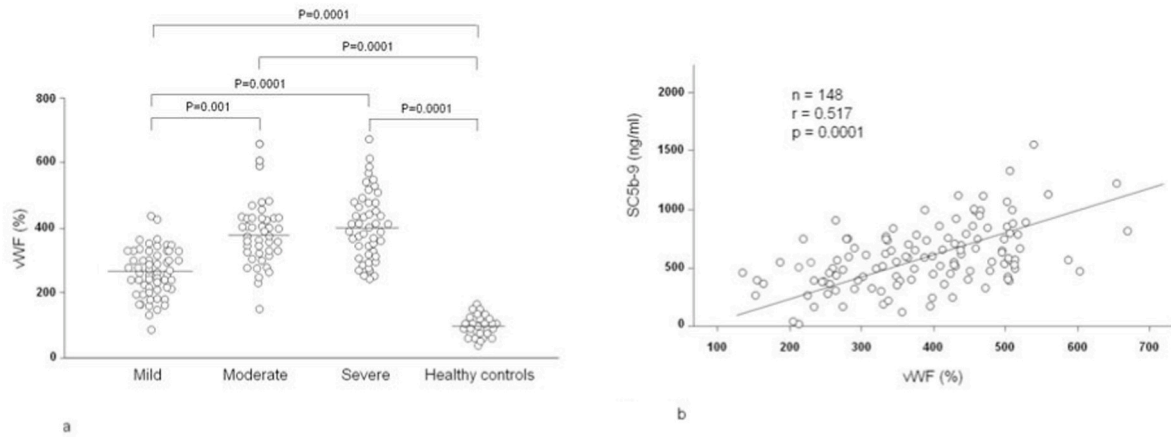 P=0.0001
P=0.0001
P=0.0001
P=0.001
P=0.0001
800
600
400
200
0
vWF (%)
Mild
Moderate
Severe
Healthy controls
a
n = 148
r = 0.517
p = 0.0001
2000
1500
1000
500
0
SC5b-9 (ng/ml)
100
200
300
400
500
600
700
vWF (%)
b